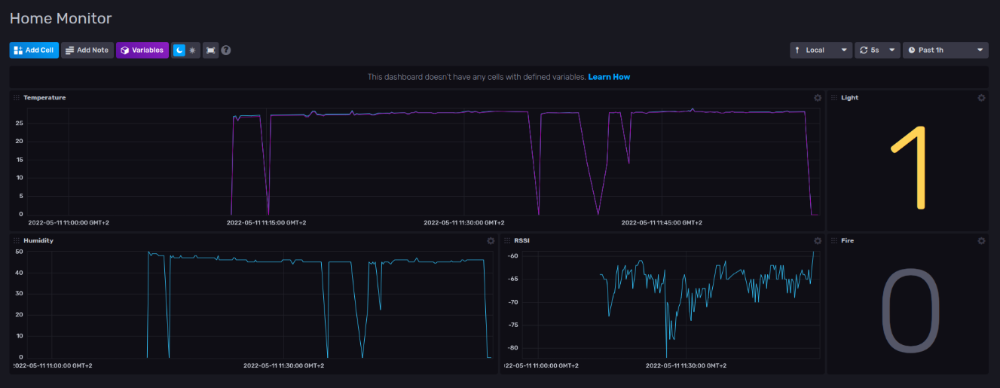 Home Monitor
Add Cell Add Note Variables ? Local 5s Past 1h
This dashboard doesn't have any cells with defined variables. Learn How
Temperature
25
20
15
10
5
0
2022-05-11 11:00:00 GMT+2 2022-05-11 11:15:00 GMT+2 2022-05-11 11:30:00 GMT+2 2022-05-11 11:45:00 GMT+2
Light
1
Humidity
50
40
30
20
10
0
2022-05-11 11:00:00 GMT+2 2022-05-11 11:30:00 GMT+2
RSSI
-60
-65
-70
-75
-80
2022-05-11 11:00:00 GMT+2 2022-05-11 11:30:00 GMT+2
Fire
0